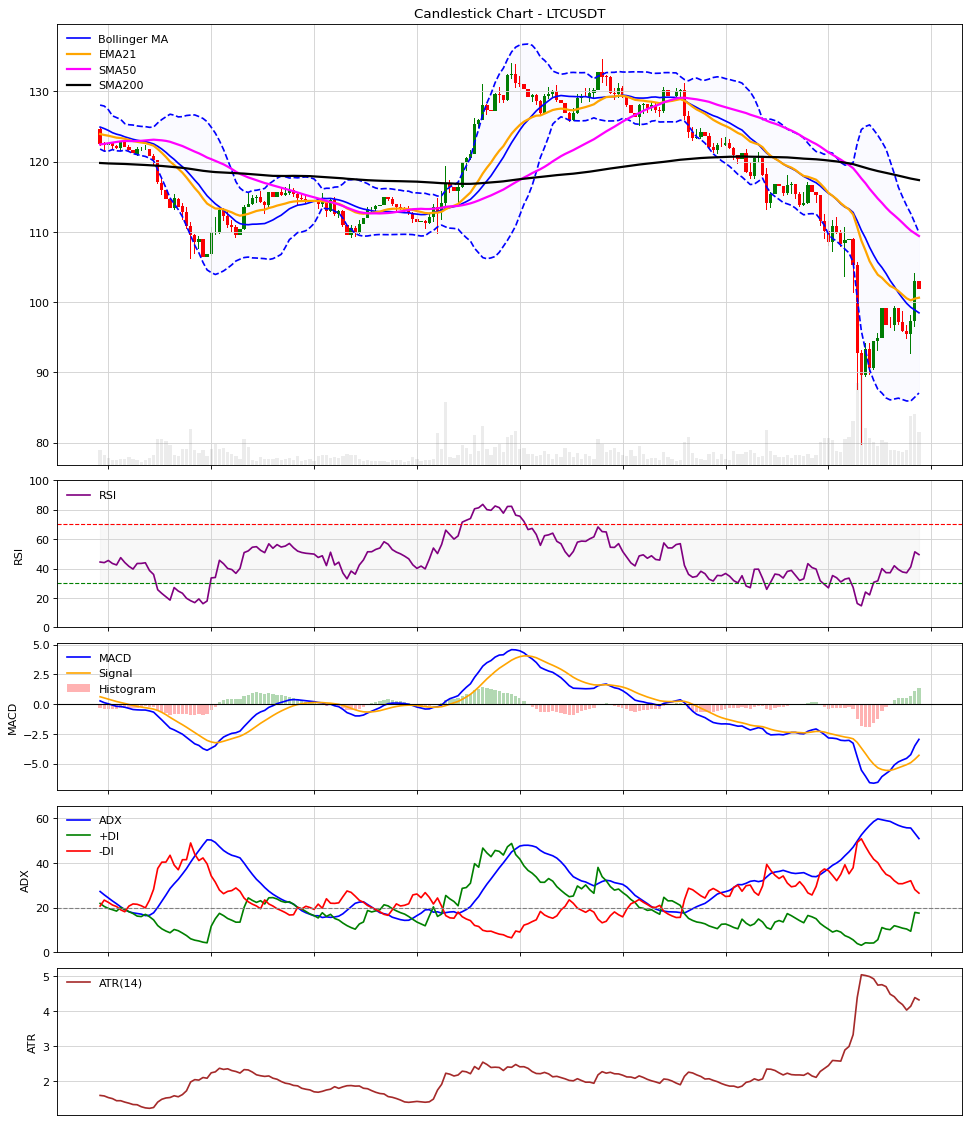 Candlestick Chart - LTCUSDT
Bollinger MA
EMA21
SMA50
SMA200
130
120
110
100
90
80
RSI
100
80
60
40
20
0
RSI
MACD
Signal
Histogram
5.0
2.5
0.0
−2.5
−5.0
MACD
ADX
+DI
-DI
60
40
20
0
ADX
ATR(14)
5
4
3
2
ATR